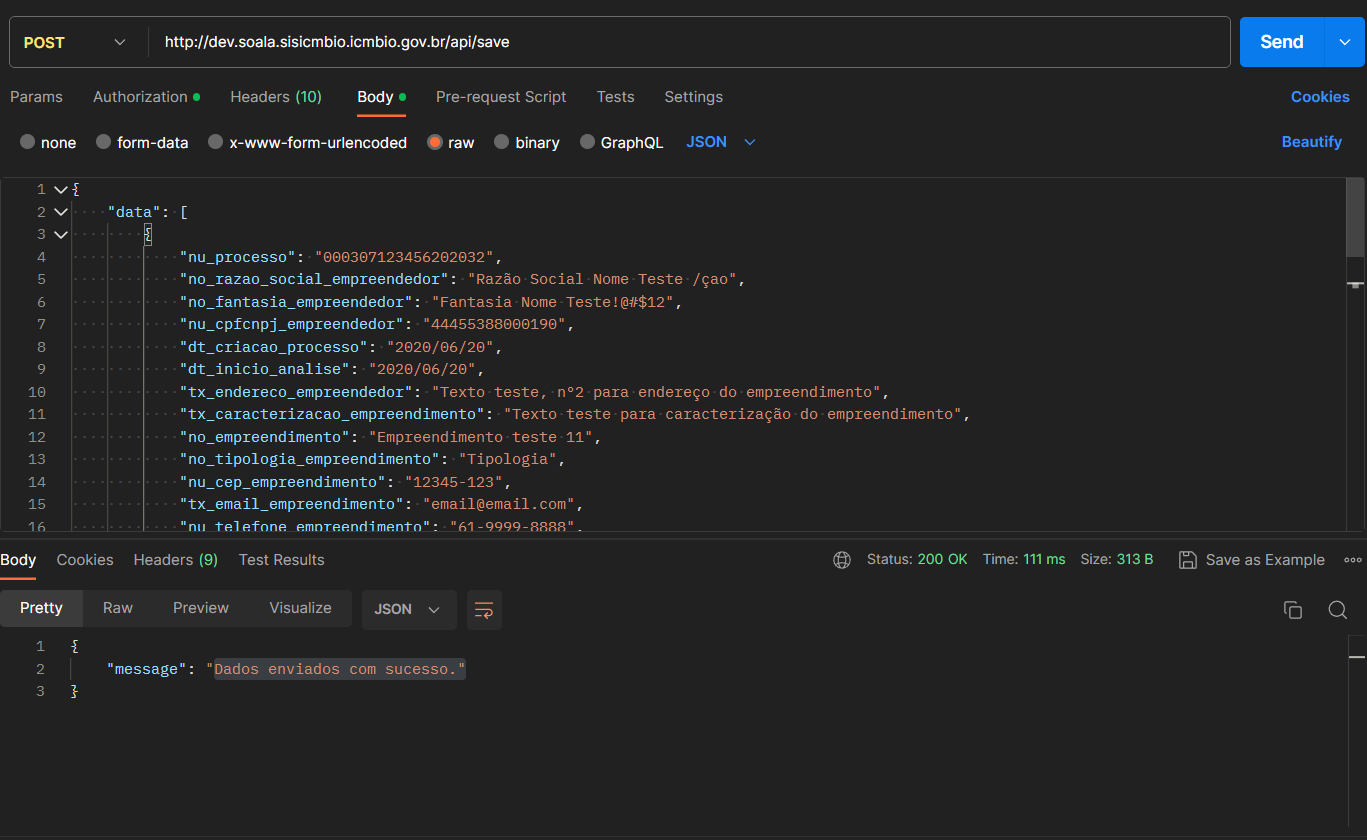 POST http://dev.soala.sisicmbio.icmbio.gov.br/api/save Send
Params Authorization Headers (10) Body Pre-request Script Tests Settings Cookies
none form-data x-www-form-urlencoded raw binary GraphQL JSON Beautify
1 {
2 "data": [
3 {
4 "nu_processo": "000307123456202032",
5 "no_razao_social_empreendedor": "Razão Social Nome Teste /çao",
6 "no_fantasia_empreendedor": "Fantasia Nome Teste!@#$12",
7 "nu_cpfcnpj_empreendedor": "44455388000190",
8 "dt_criacao_processo": "2020/06/20",
9 "dt_inicio_analise": "2020/06/20",
10 "tx_endereco_empreendedor": "Texto teste, nº2 para endereço do empreendimento",
11 "tx_caracterizacao_empreendimento": "Texto teste para caracterização do empreendimento",
12 "no_empreendimento": "Empreendimento teste 11",
13 "no_tipologia_empreendimento": "Tipologia",
14 "nu_cep_empreendimento": "12345-123",
15 "tx_email_empreendimento": "email@email.com",
16 "nu_telefone_empreendimento": "61-9999-8888",
Body Cookies Headers (9) Test Results Status: 200 OK Time: 111 ms Size: 313 B Save as Example
Pretty Raw Preview Visualize JSON
1 {
2 "message": "Dados enviados com sucesso."
3 }